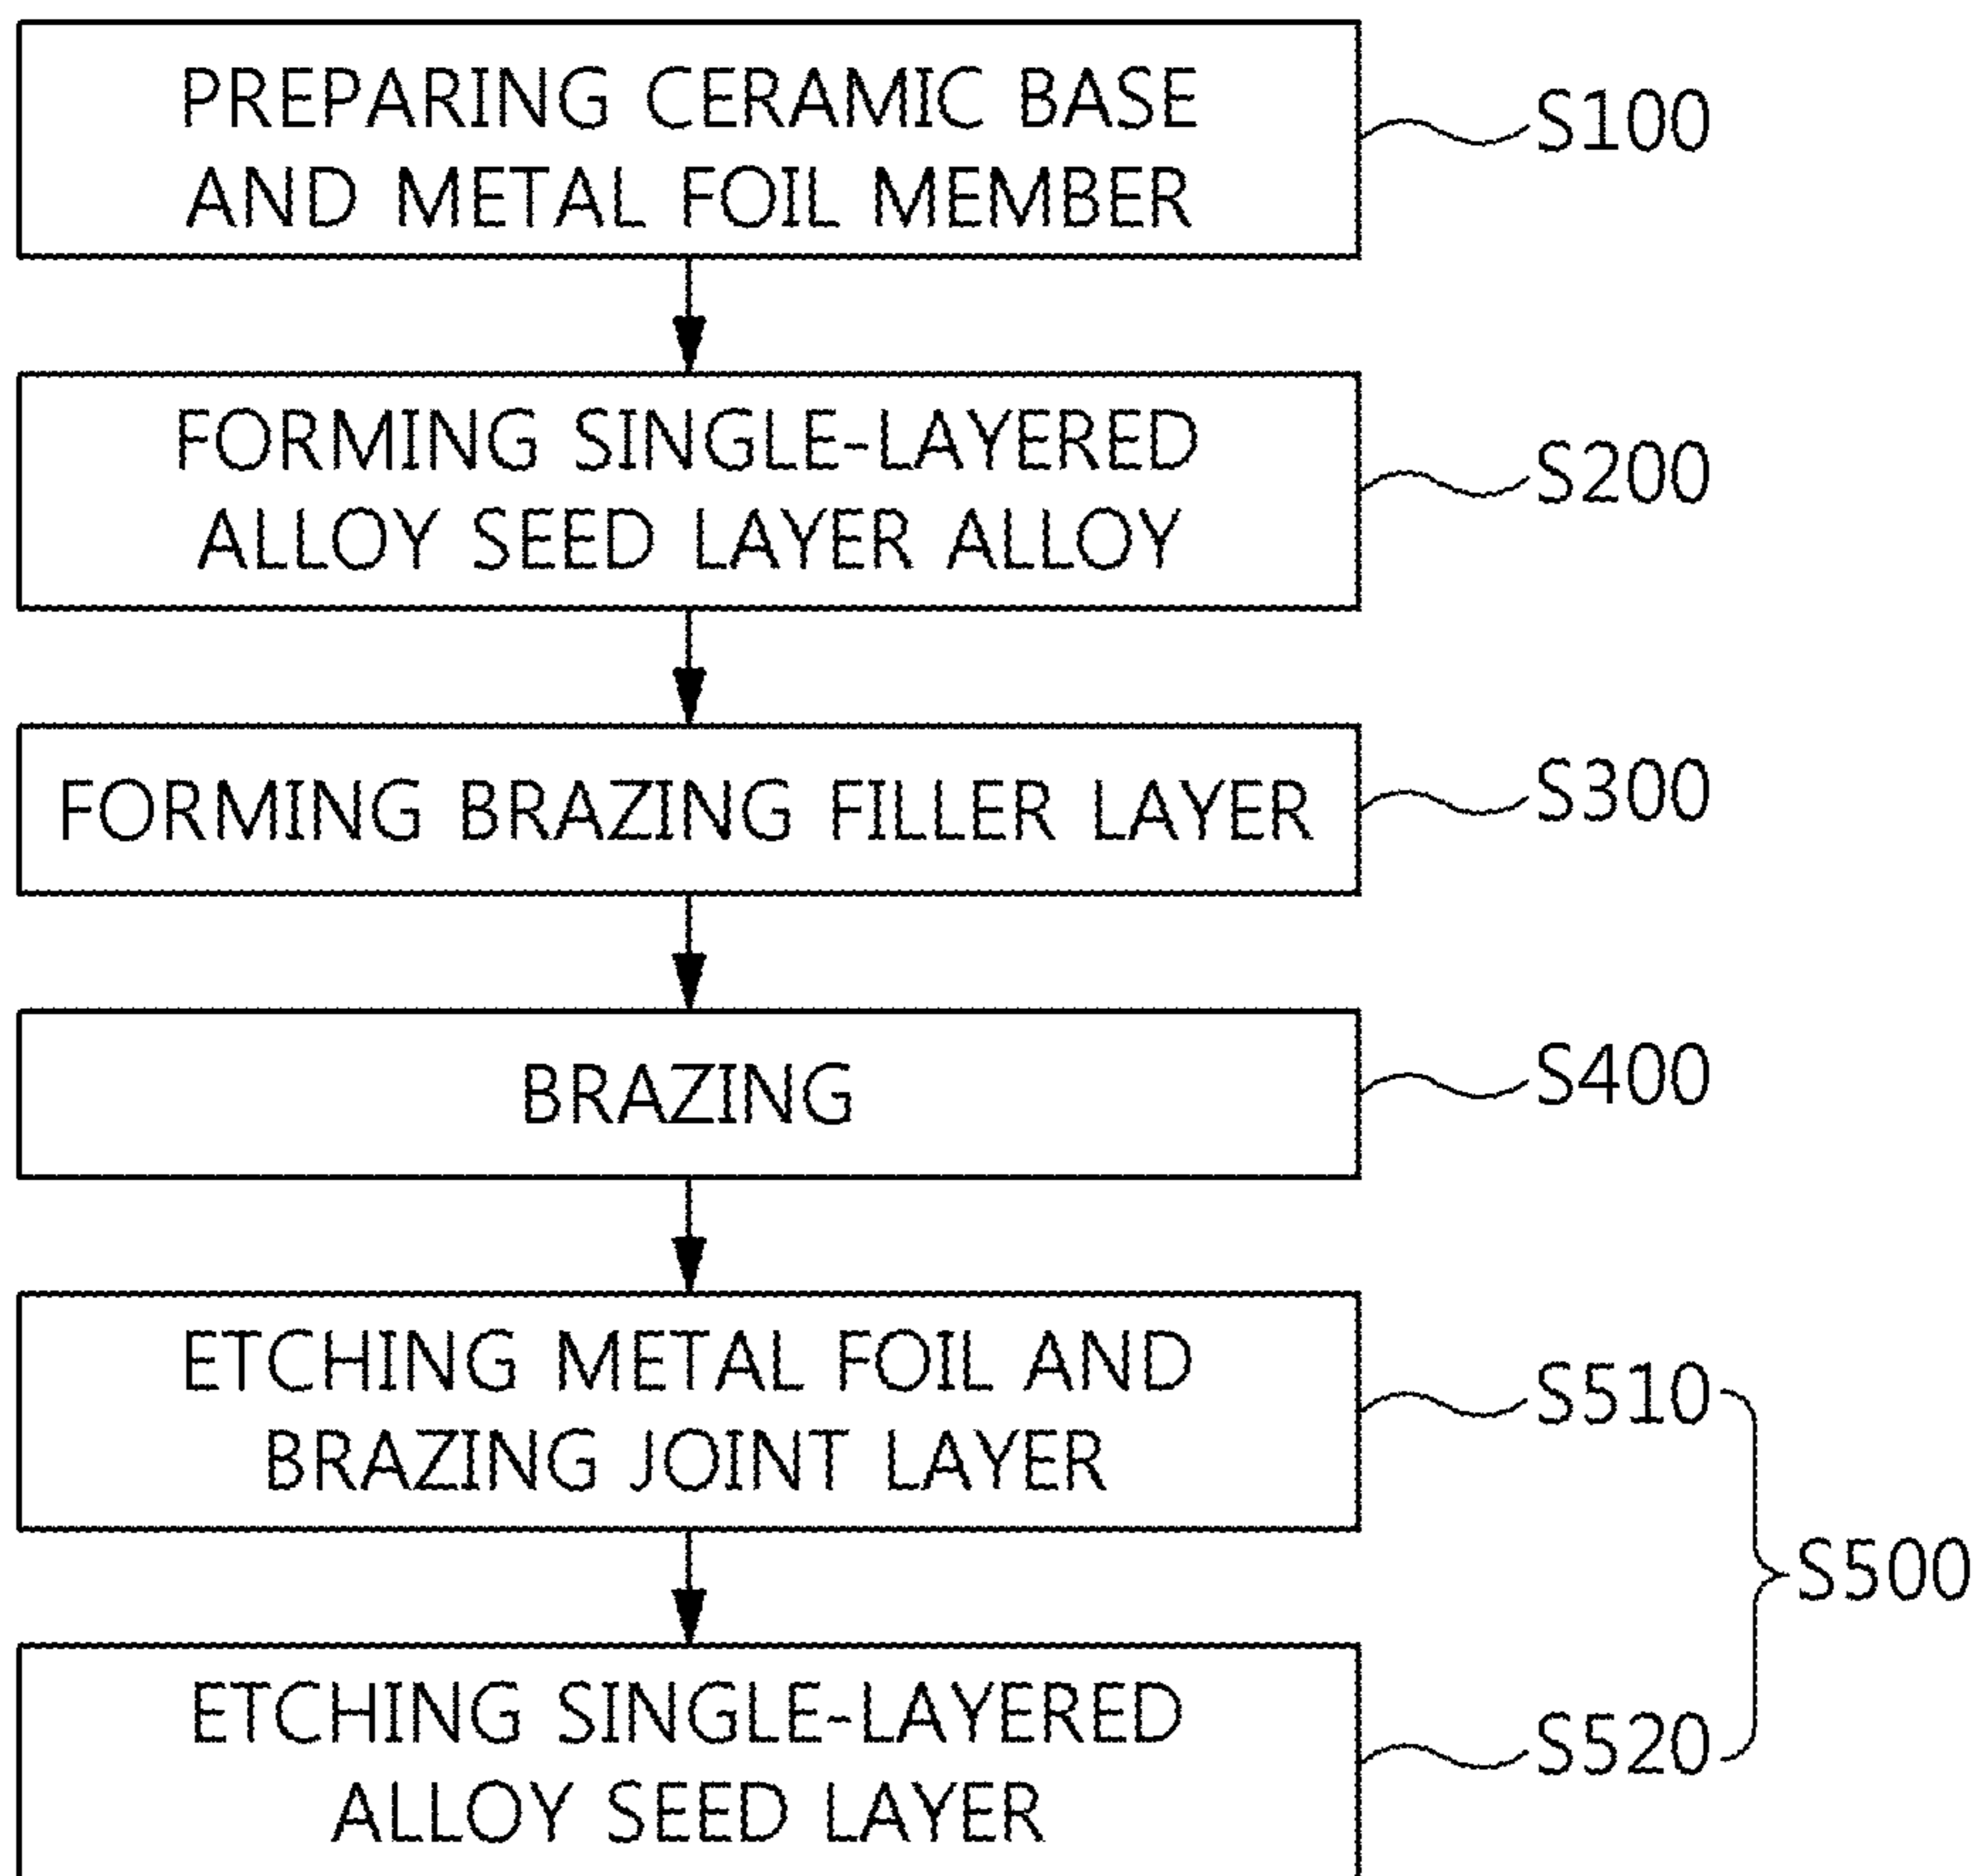 PREPARING CERAMIC BASE
AND METAL FOIL MEMBER
S100
FORMING SINGLE-LAYERED
ALLOY SEED LAYER ALLOY
S200
FORMING BRAZING FILLER LAYER
S300
BRAZING
S400
ETCHING METAL FOIL AND
BRAZING JOINT LAYER
S510
S500
ETCHING SINGLE-LAYERED
ALLOY SEED LAYER
S520